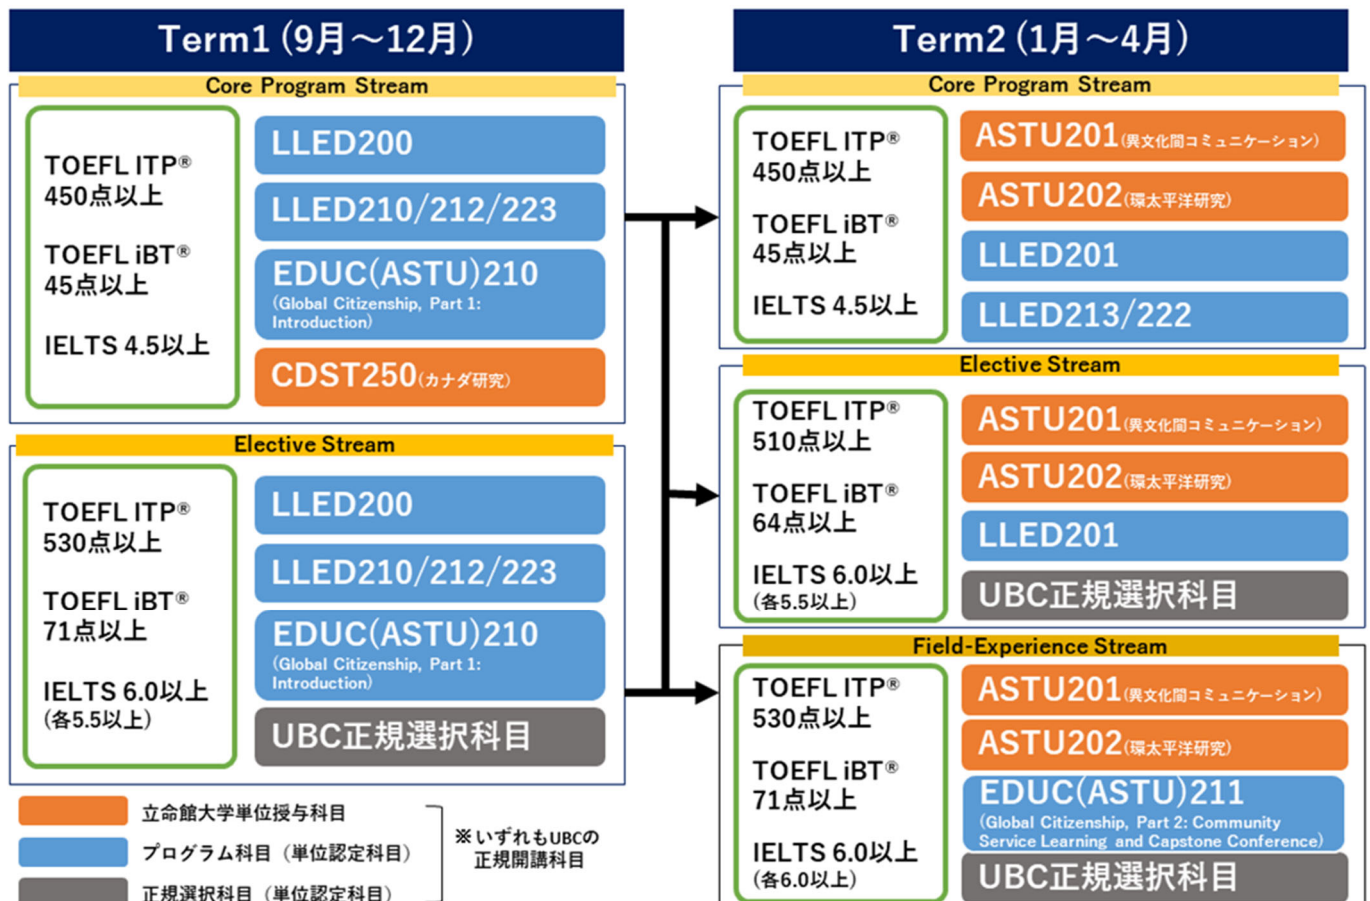 Term1 (9月～12月)
Core Program Stream
TOEFL ITP®
450点以上
TOEFL iBT®
45点以上
IELTS 4.5以上
LLED200
LLED210/212/223
EDUC(ASTU)210
(Global Citizenship, Part 1:
Introduction)
CDST250(カナダ研究)
Elective Stream
TOEFL ITP®
530点以上
TOEFL iBT®
71点以上
IELTS 6.0以上
(各5.5以上)
LLED200
LLED210/212/223
EDUC(ASTU)210
(Global Citizenship, Part 1:
Introduction)
UBC正規選択科目
立命館大学単位授与科目
プログラム科目（単位認定科目）
正規選択科目（単位認定科目）
※いずれもUBCの
正規開講科目
Term2 (1月～4月)
Core Program Stream
TOEFL ITP®
450点以上
TOEFL iBT®
45点以上
IELTS 4.5以上
ASTU201(異文化間コミュニケーション)
ASTU202(環太平洋研究)
LLED201
LLED213/222
Elective Stream
TOEFL ITP®
510点以上
TOEFL iBT®
64点以上
IELTS 6.0以上
(各5.5以上)
ASTU201(異文化間コミュニケーション)
ASTU202(環太平洋研究)
LLED201
UBC正規選択科目
Field-Experience Stream
TOEFL ITP®
530点以上
TOEFL iBT®
71点以上
IELTS 6.0以上
(各6.0以上)
ASTU201(異文化間コミュニケーション)
ASTU202(環太平洋研究)
EDUC(ASTU)211
(Global Citizenship, Part 2: Community
Service Learning and Capstone Conference)
UBC正規選択科目